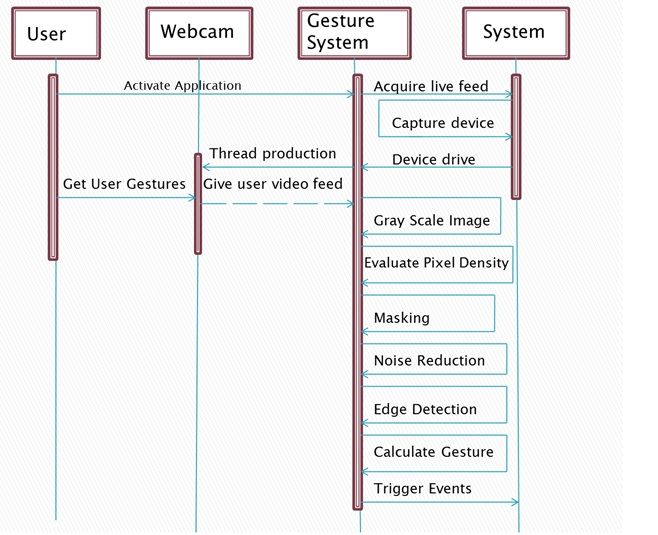 User
Webcam
Gesture
System
System
Activate Application
Acquire live feed
Capture device
Thread production
Device drive
Get User Gestures
Give user video feed
Gray Scale Image
Evaluate Pixel Density
Masking
Noise Reduction
Edge Detection
Calculate Gesture
Trigger Events